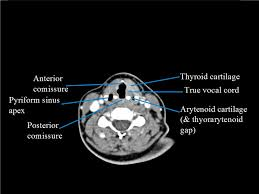 Anterior
comissure
Pyriform sinus
apex
Posterior
comissure
Thyroid cartilage
True vocal cord
Arytenoid cartilage
(& thyorarytenoid
gap)